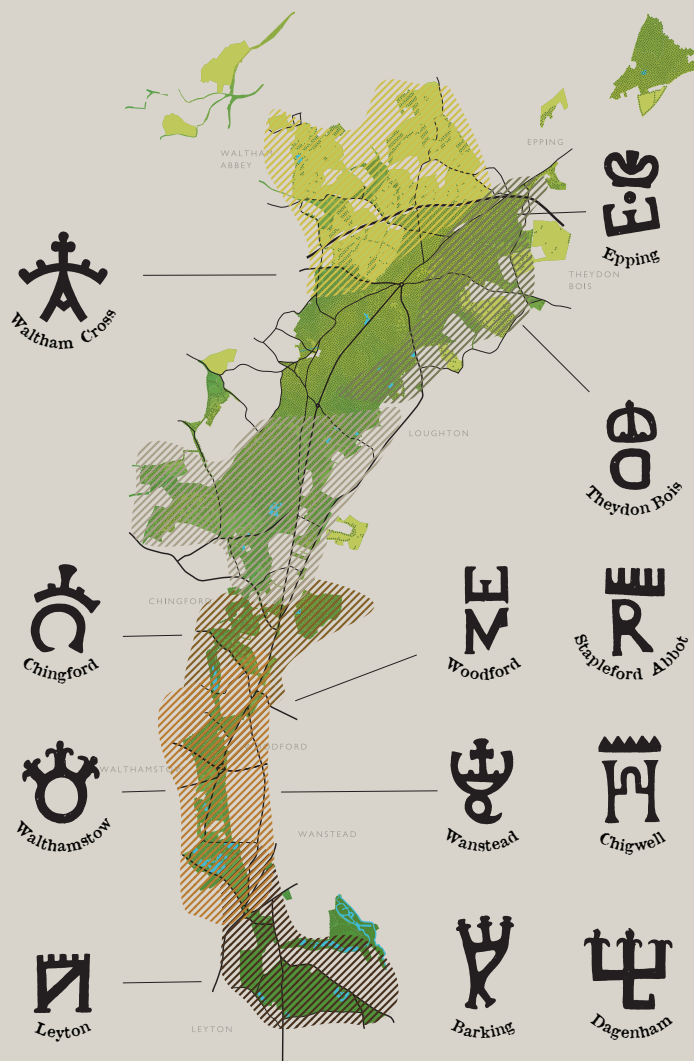 WALTHAM
ABBEY
EPPING
Epping
THEYDON
BOIS
Waltham Cross
LOUGHTON
Theydon Bois
CHINGFORD
Chingford
Woodford
Stapleford Abbot
WOODFORD
WALTHAMSTOW
Walthamstow
WANSTEAD
Wanstead
Chigwell
LEYTON
Leyton
Barking
Dagenham